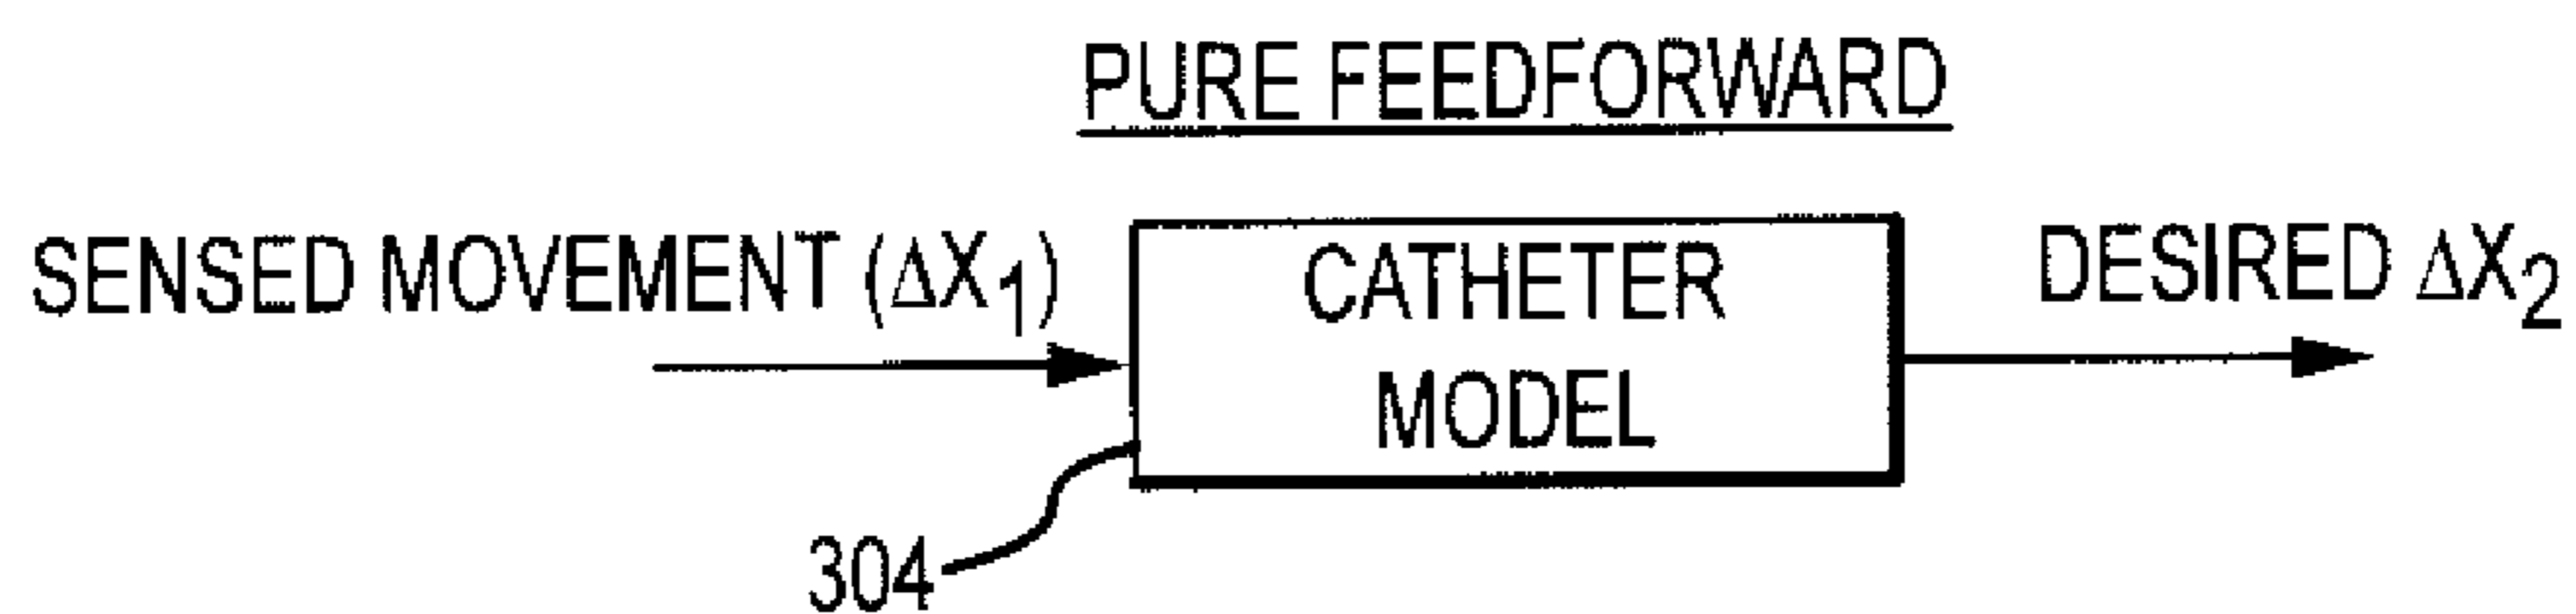 PURE FEEDFORWARD
SENSED MOVEMENT (ΔX₁)
CATHETER
MODEL
DESIRED ΔX₂
304